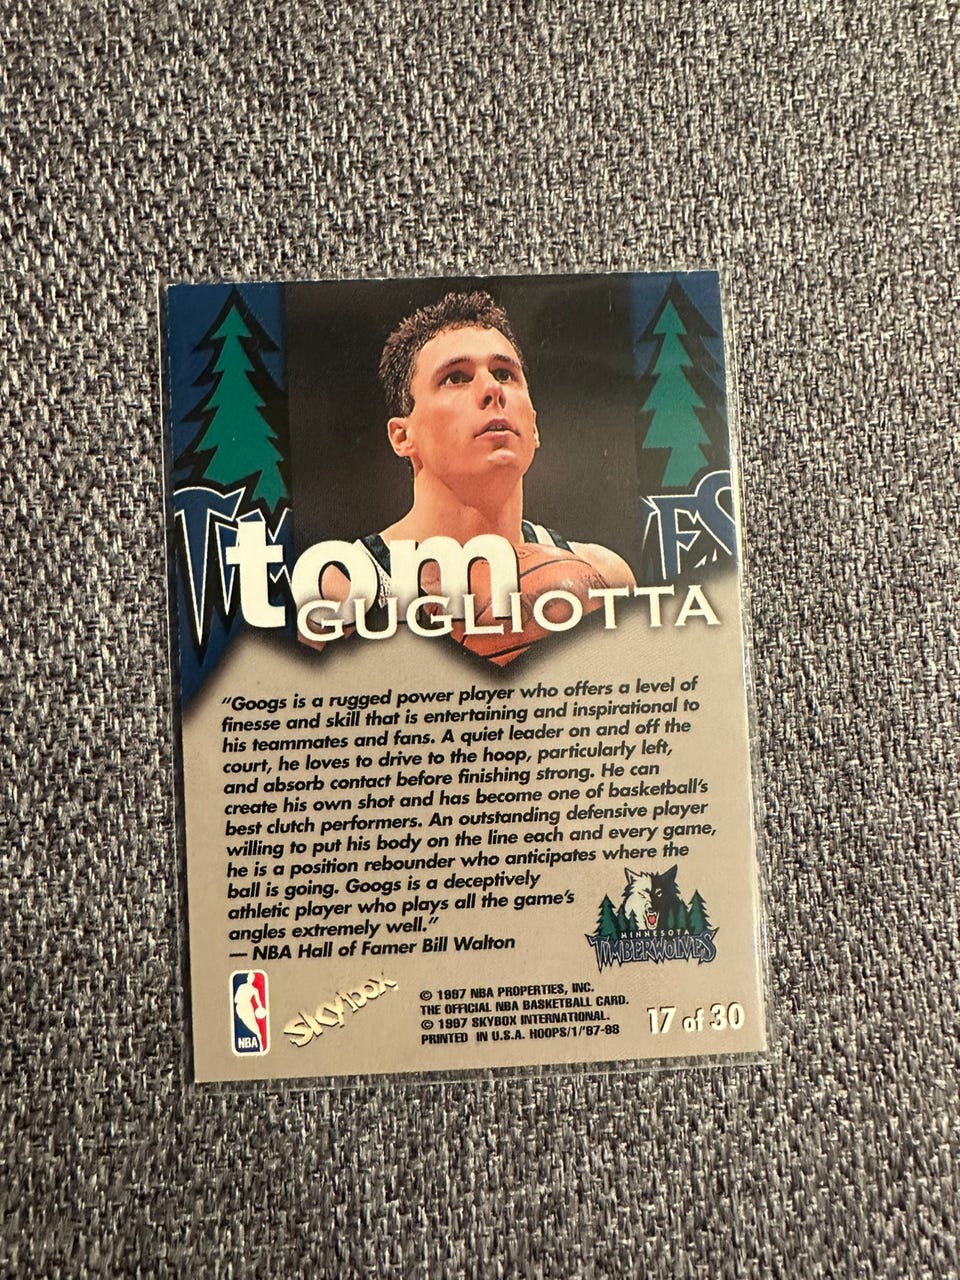 TIMBERWOLVES
tom
GUGLIOTTA
"Googs is a rugged power player who offers a level of
finesse and skill that is entertaining and inspirational to
his teammates and fans. A quiet leader on and off the
court, he loves to drive to the hoop, particularly left,
and absorb contact before finishing strong. He can
create his own shot and has become one of basketball's
best clutch performers. An outstanding defensive player
willing to put his body on the line each and every game,
he is a position rebounder who anticipates where the
ball is going. Googs is a deceptively
athletic player who plays all the game's
angles extremely well."
— NBA Hall of Famer Bill Walton
MINNESOTA
TIMBERWOLVES
NBA
skybox
© 1997 NBA PROPERTIES, INC.
THE OFFICIAL NBA BASKETBALL CARD.
© 1997 SKYBOX INTERNATIONAL.
PRINTED IN U.S.A. HOOPS/1/'97-98
17 of 30